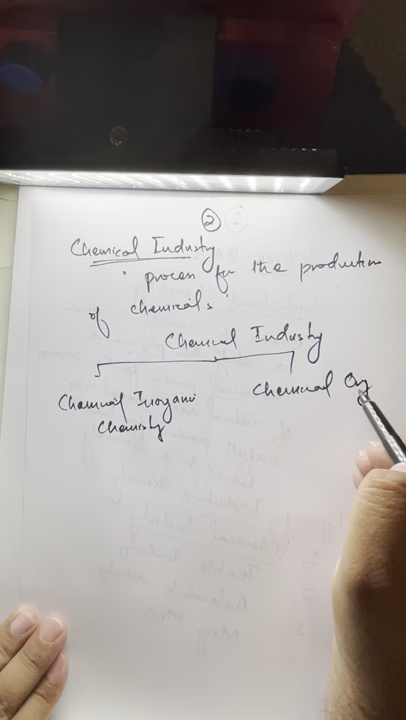 2
Chemical Industry
" process for the production
of chemicals
Chemical Industry
Chemical Inorganic Chemical Org
Chemistry